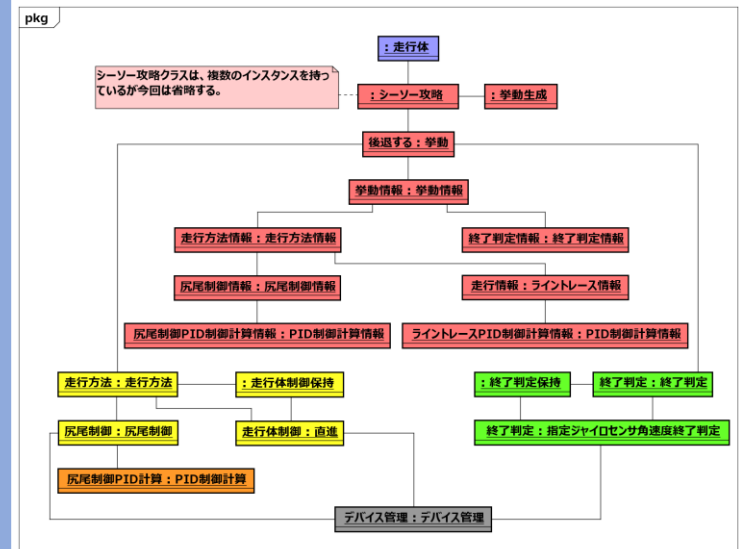 pkg
: 走行体
シーソー攻略クラスは、複数のインスタンスを持っ
ているが今回は省略する。
: シーソー攻略
: 挙動生成
後退する : 挙動
挙動情報 : 挙動情報
走行方法情報 : 走行方法情報
終了判定情報 : 終了判定情報
尻尾制御情報 : 尻尾制御情報
走行情報 : ライントレース情報
尻尾制御PID制御計算情報 : PID制御計算情報
ライントレースPID制御計算情報 : PID制御計算情報
走行方法 : 走行方法
: 走行体制御保持
: 終了判定保持
終了判定 : 終了判定
尻尾制御 : 尻尾制御
走行体制御 : 直進
終了判定 : 指定ジャイロセンサ角速度終了判定
尻尾制御PID計算 : PID制御計算
デバイス管理 : デバイス管理